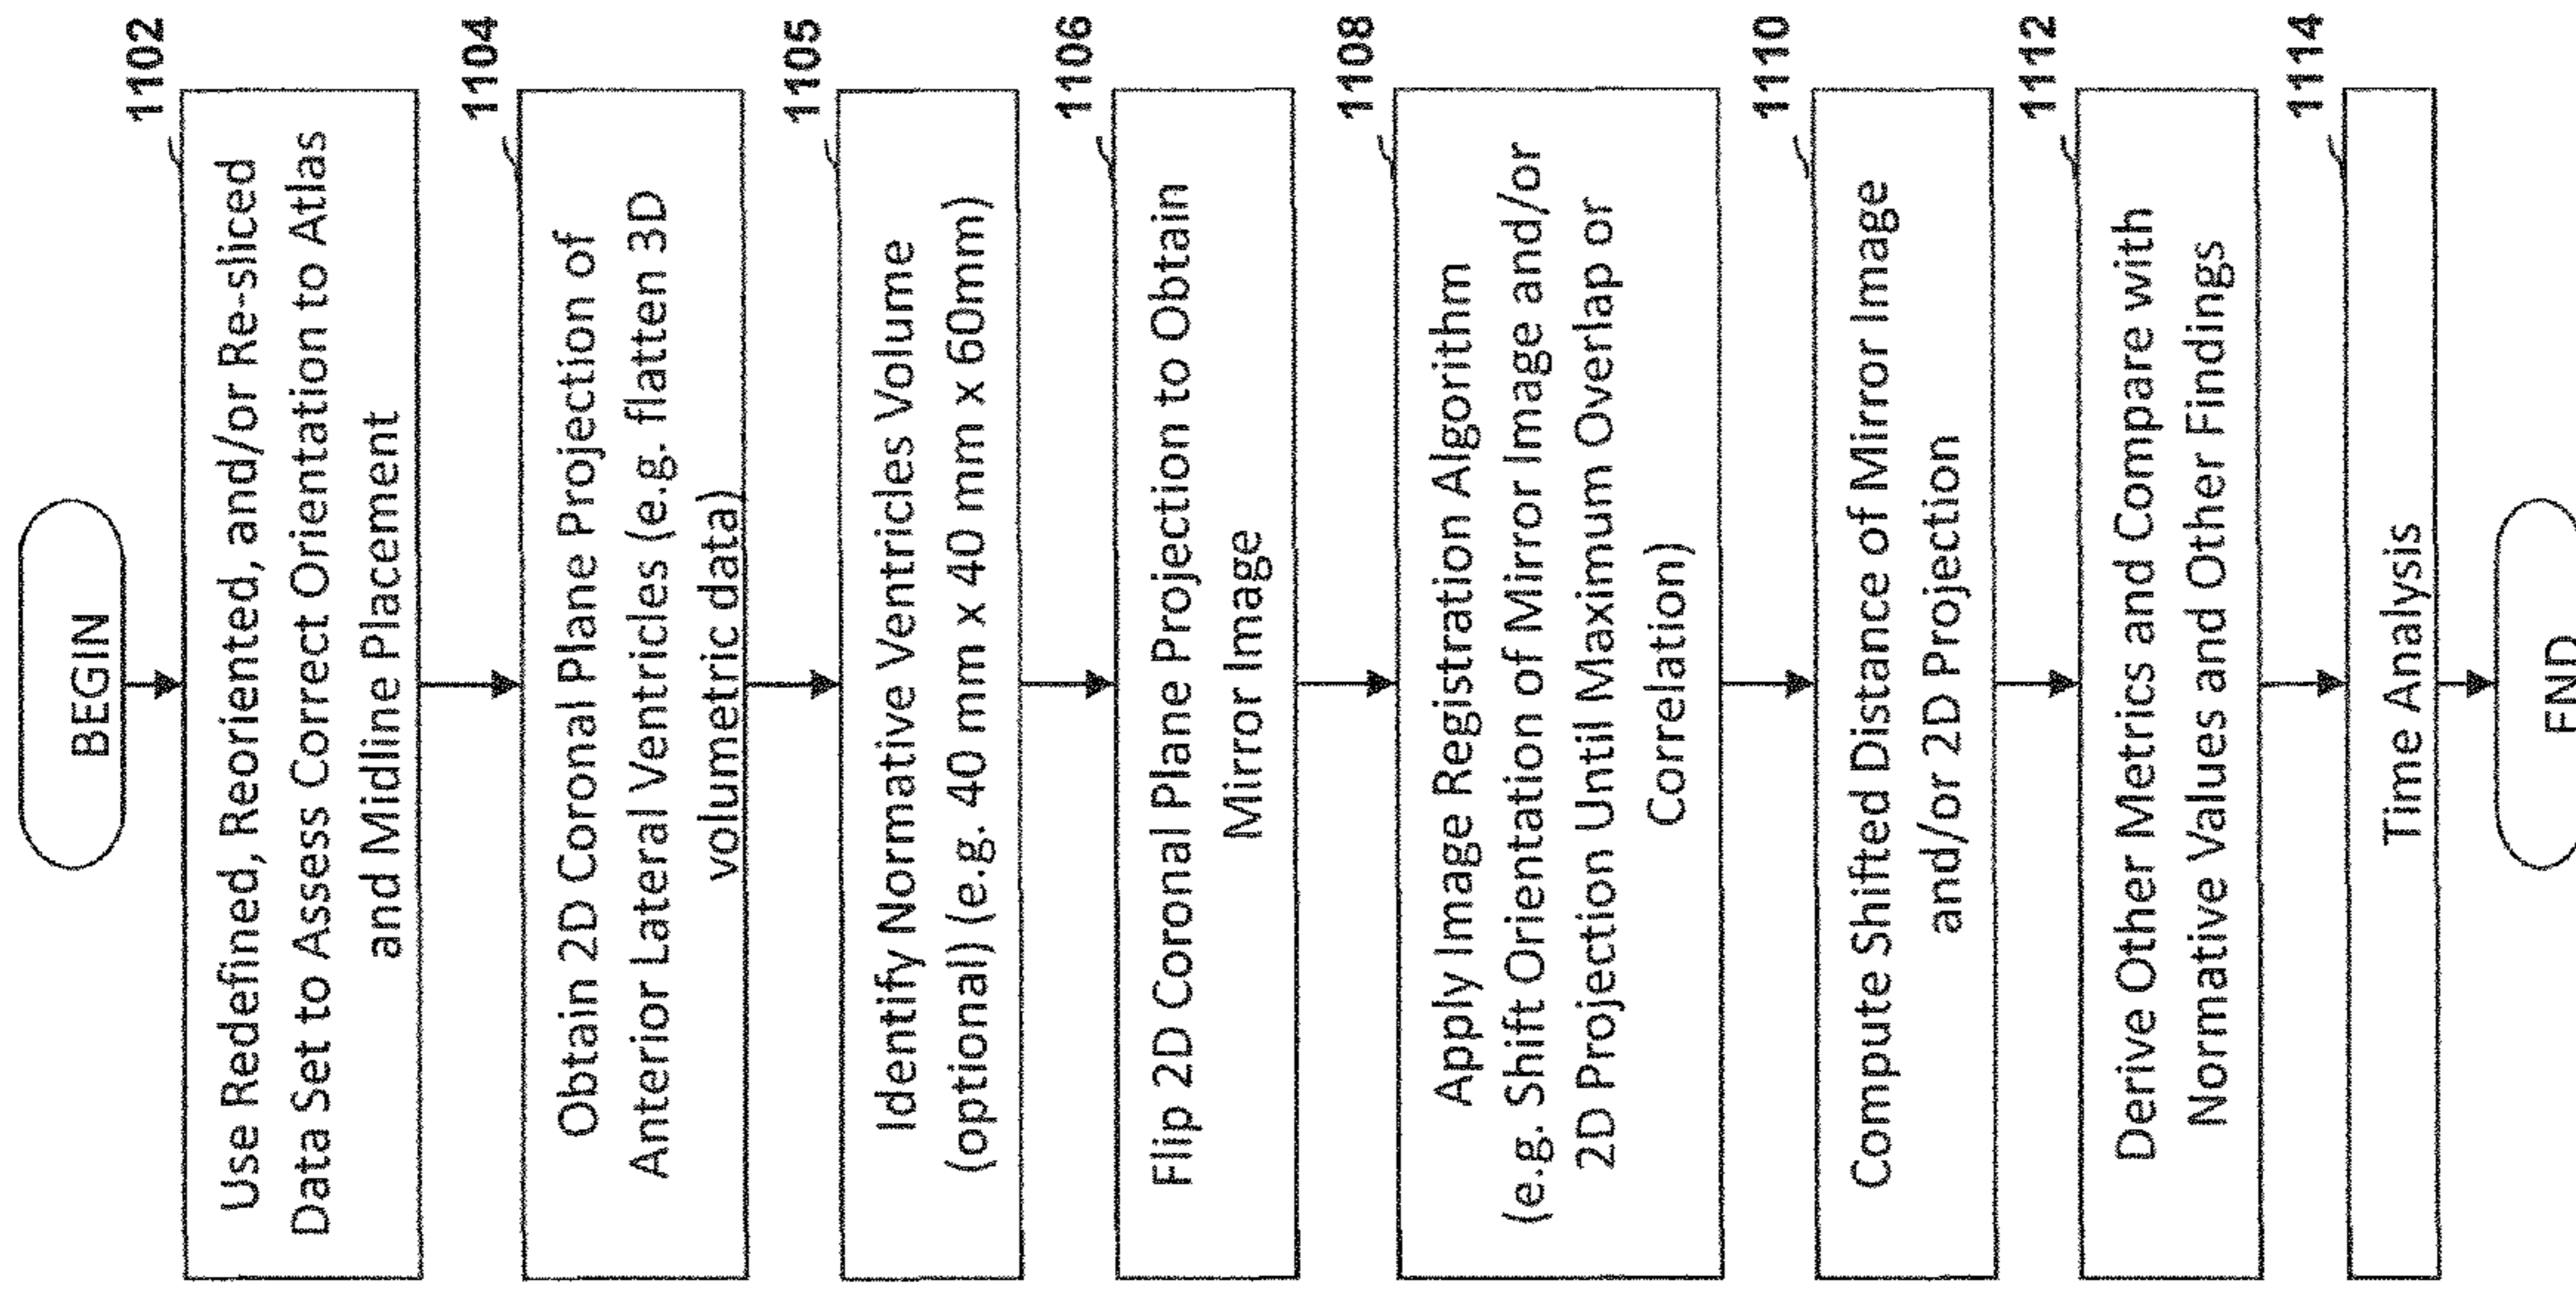 BEGIN
1102
Use Redefined, Reoriented, and/or Re-sliced
Data Set to Assess Correct Orientation to Atlas
and Midline Placement
1104
Obtain 2D Coronal Plane Projection of
Anterior Lateral Ventricles (e.g. flatten 3D
volumetric data)
1105
Identify Normative Ventricles Volume
(optional) (e.g. 40 mm x 40 mm x 60mm)
1106
Flip 2D Coronal Plane Projection to Obtain
Mirror Image
1108
Apply Image Registration Algorithm
(e.g. Shift Orientation of Mirror Image and/or
2D Projection Untill Maximum Overlap or
Correlation)
1110
Compute Shifted Distance of Mirror Image
and/or 2D Projection
1112
Derive Other Metrics and Compare with
Normative Values and Other Findings
1114
Time Analysis
END